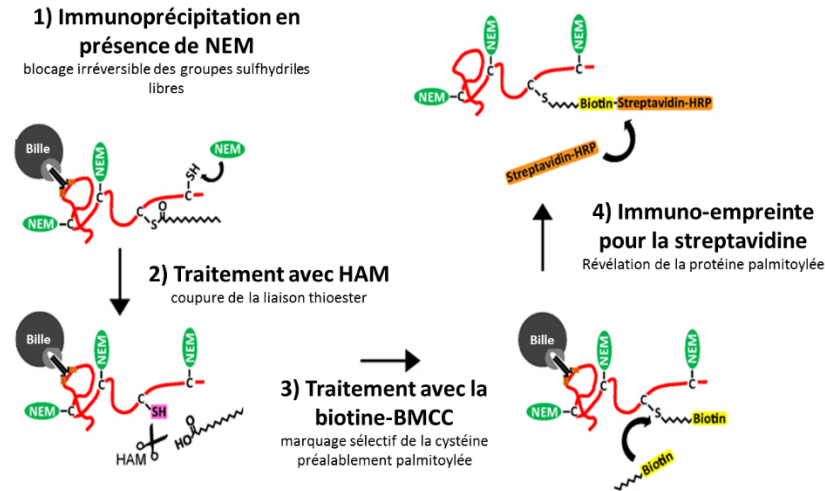 1) Immunoprécipitation en
présence de NEM
blocage irréversible des groupes sulfhydriles
libres
Bille
NEM
NEM
SH
NEM
C
C
C
C
S
O
2) Traitement avec HAM
coupure de la liaison thioester
Bille
NEM
NEM
NEM
C
C
C
C
SH
HAM
HO
O
3) Traitement avec la
biotine-BMCC
marquage sélectif de la cystéine
préalablement palmitoylée
Bille
NEM
NEM
NEM
C
C
C
C
S
Biotin
Biotin
4) Immuno-empreinte
pour la streptavidine
Révélation de la protéine palmitoylée
NEM
NEM
NEM
C
C
C
C
S
Biotin-Streptavidin-HRP
Streptavidin-HRP